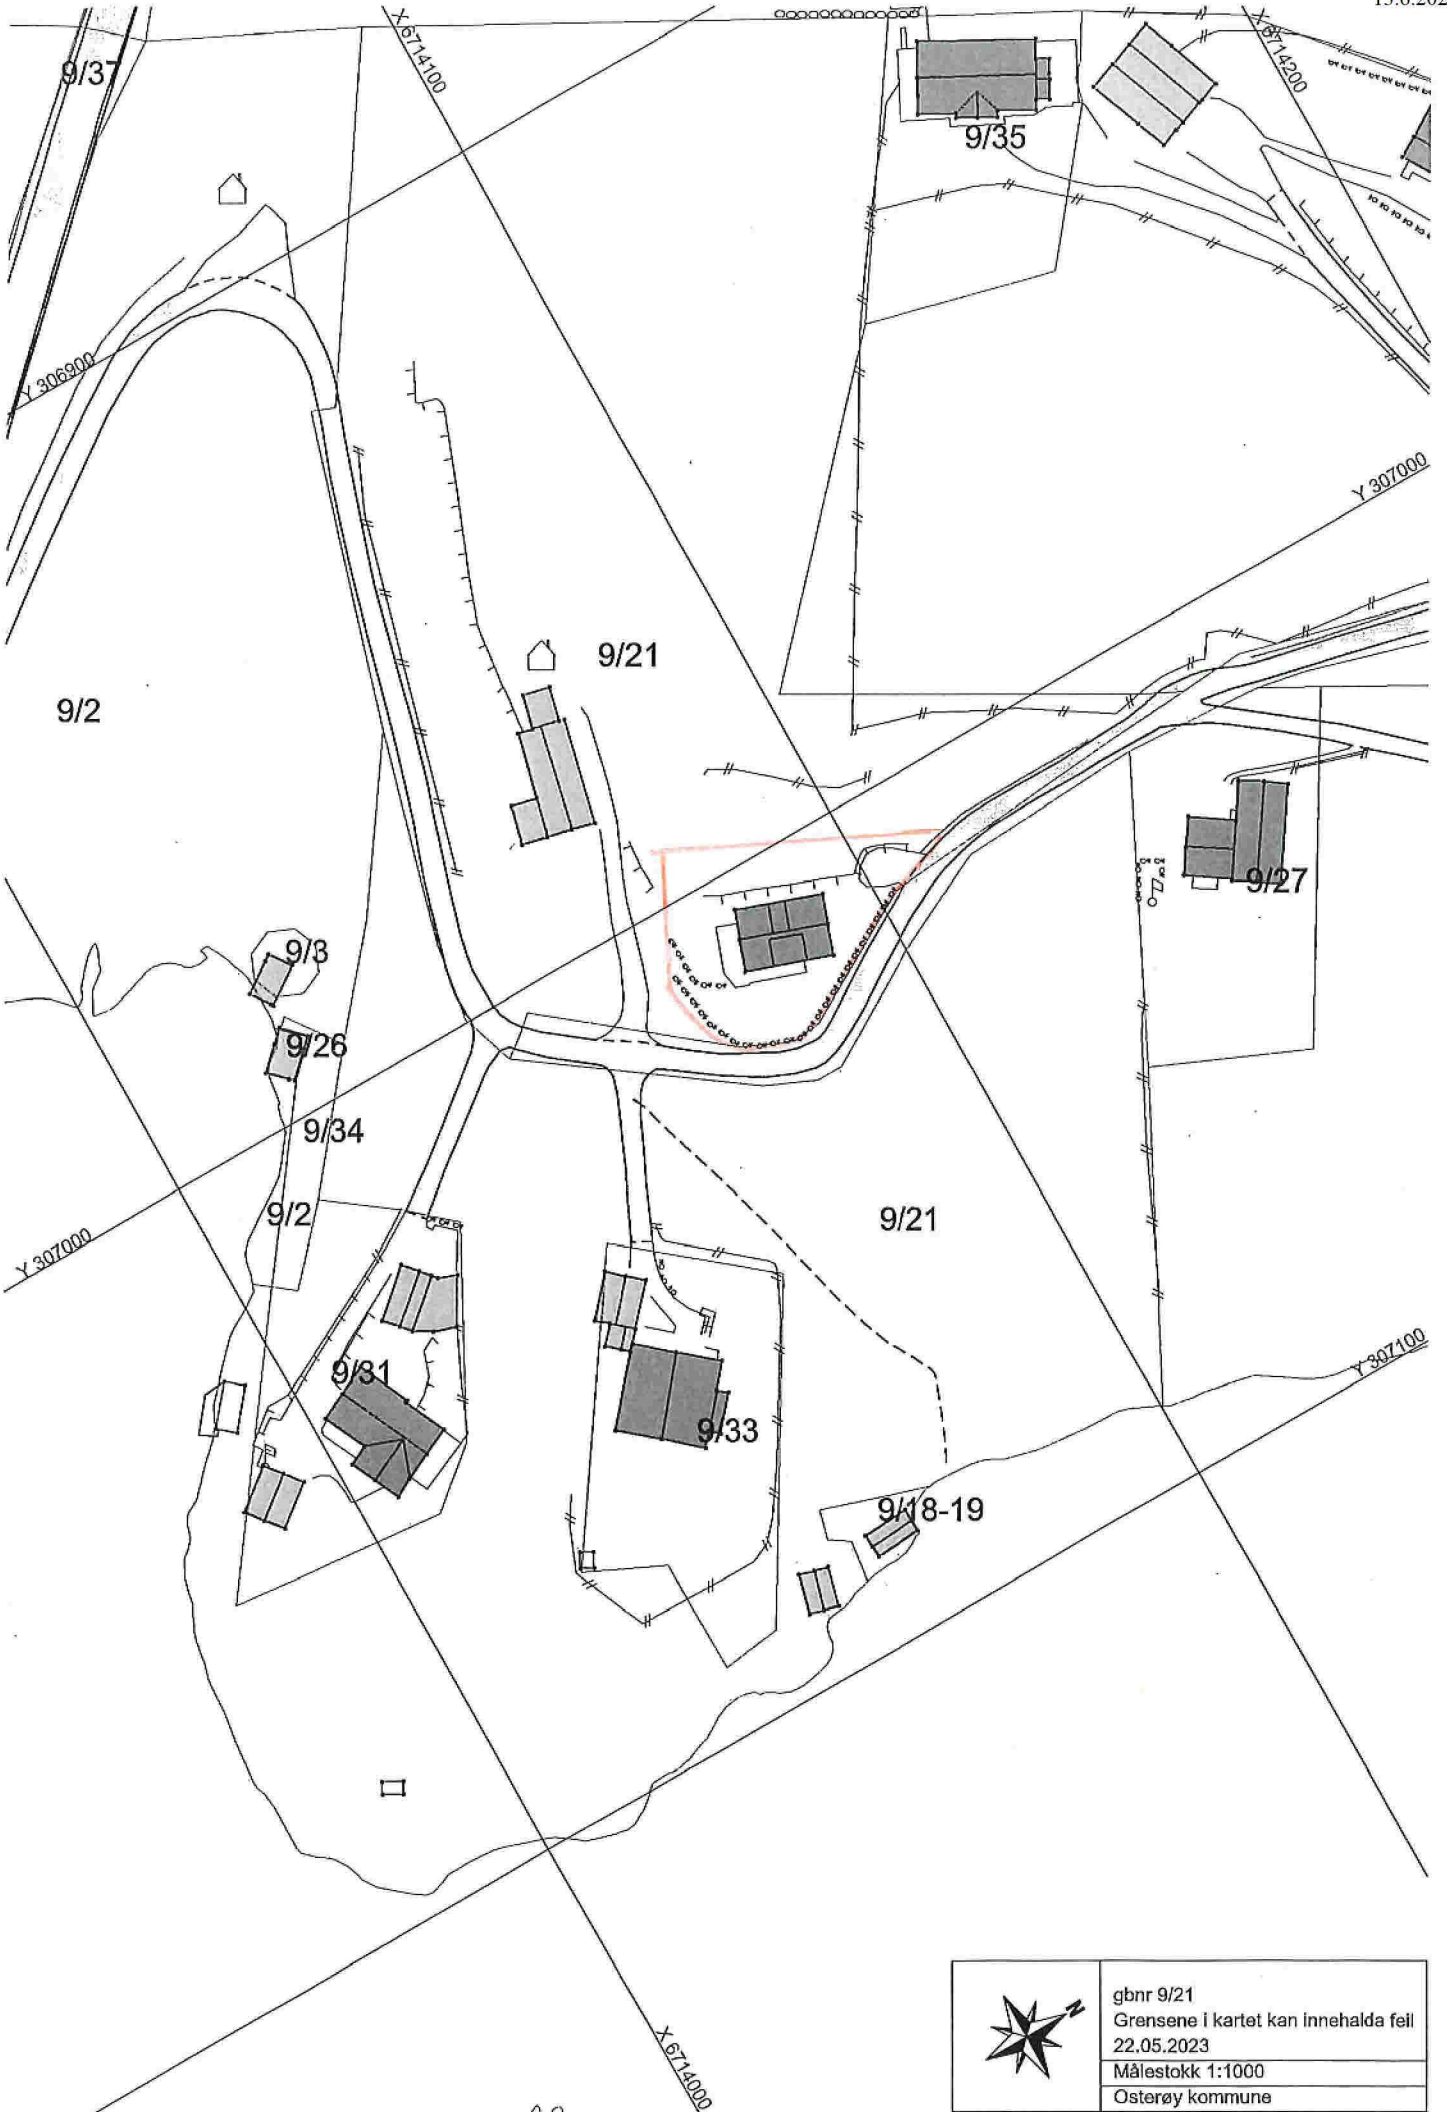 9/37
X 6714100
X 6714200
9/35
Y 306900
Y 307000
9/21
9/2
9/27
9/3
9/26
9/34
9/2
9/21
Y 307000
9/31
9/33
Y 307100
9/18-19
N
gbnr 9/21
Grensene i kartet kan innehalda feil
22.05.2023
Målestokk 1:1000
Osterøy kommune
X 6714000